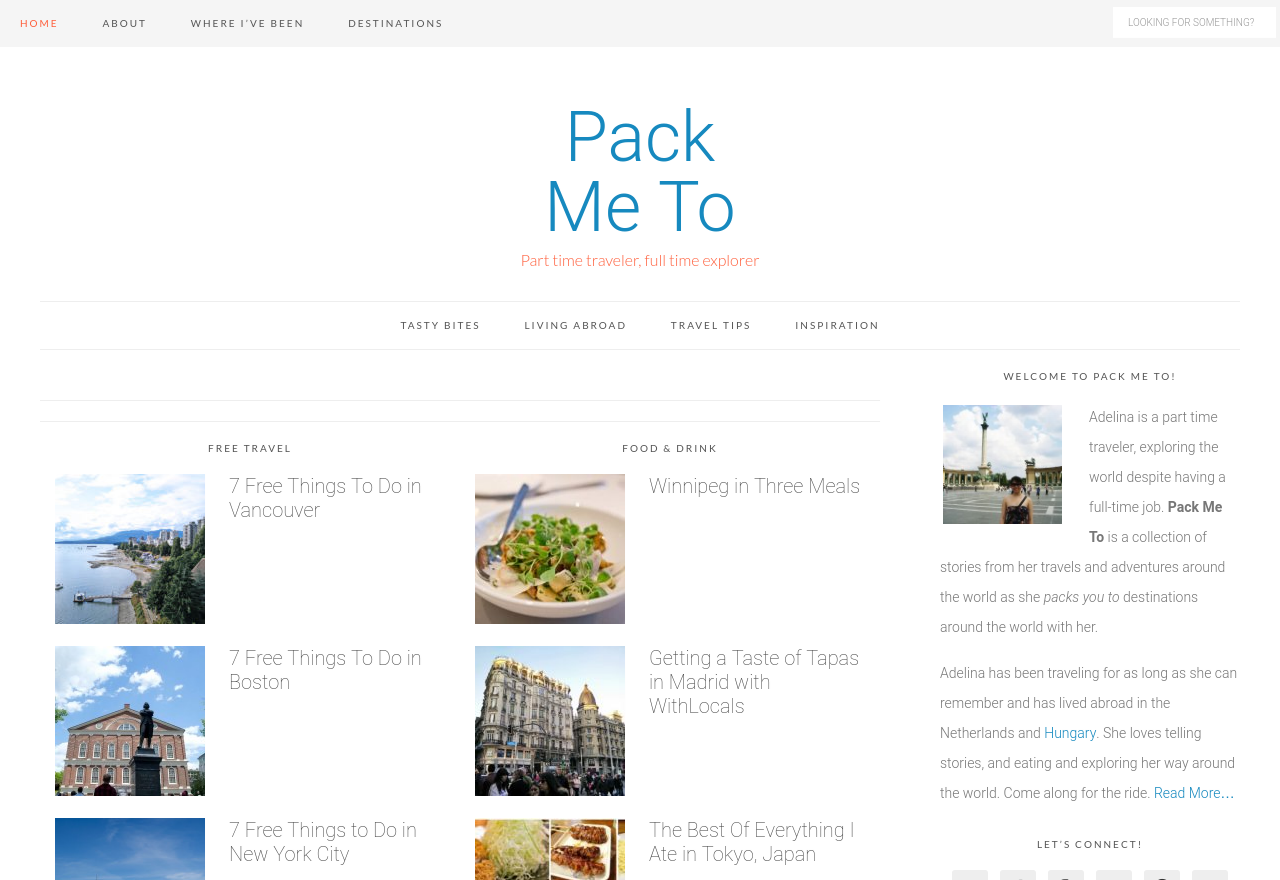 HOME
ABOUT
WHERE I'VE BEEN
DESTINATIONS
LOOKING FOR SOMETHING?
Pack
Me To
Part time traveler, full time explorer
TASTY BITES
LIVING ABROAD
TRAVEL TIPS
INSPIRATION
FREE TRAVEL
7 Free Things To Do in
Vancouver
7 Free Things To Do in
Boston
7 Free Things to Do in
New York City
FOOD & DRINK
Winnipeg in Three Meals
Getting a Taste of Tapas
in Madrid with
WithLocals
The Best Of Everything I
Ate in Tokyo, Japan
WELCOME TO PACK ME TO!
Adelina is a part time
traveler, exploring the
world despite having a
full-time job. Pack Me
To is a collection of
stories from her travels and adventures around
the world as she packs you to destinations
around the world with her.
Adelina has been traveling for as long as she can
remember and has lived abroad in the
Netherlands and Hungary. She loves telling
stories, and eating and exploring her way around
the world. Come along for the ride. Read More…
LET'S CONNECT!